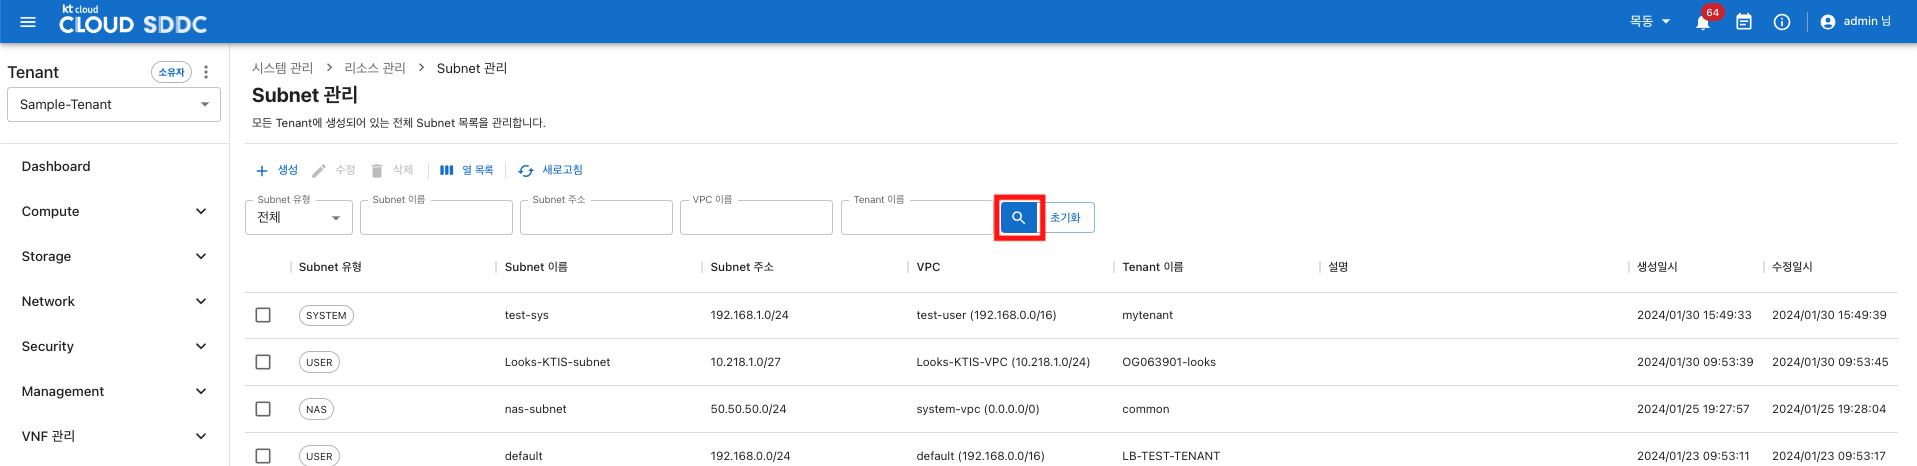 kt cloud
CLOUD SDDC
목동
64
admin 님
Tenant
소유자
Sample-Tenant
Dashboard
Compute
Storage
Network
Security
Management
VNF 관리
시스템 관리 > 리소스 관리 > Subnet 관리
Subnet 관리
모든 Tenant에 생성되어 있는 전체 Subnet 목록을 관리합니다.
+ 생성 수정 삭제 열 목록 새로고침
Subnet 유형 Subnet 이름 Subnet 주소 VPC 이름 Tenant 이름
전체 초기화
Subnet 유형 Subnet 이름 Subnet 주소 VPC Tenant 이름 설명 생성일시 수정일시
SYSTEM test-sys 192.168.1.0/24 test-user (192.168.0.0/16) mytenant 2024/01/30 15:49:33 2024/01/30 15:49:39
USER Looks-KTIS-subnet 10.218.1.0/27 Looks-KTIS-VPC (10.218.1.0/24) OG063901-looks 2024/01/30 09:53:39 2024/01/30 09:53:45
NAS nas-subnet 50.50.50.0/24 system-vpc (0.0.0.0/0) common 2024/01/25 19:27:57 2024/01/25 19:28:04
USER default 192.168.0.0/24 default (192.168.0.0/16) LB-TEST-TENANT 2024/01/23 09:53:11 2024/01/23 09:53:17